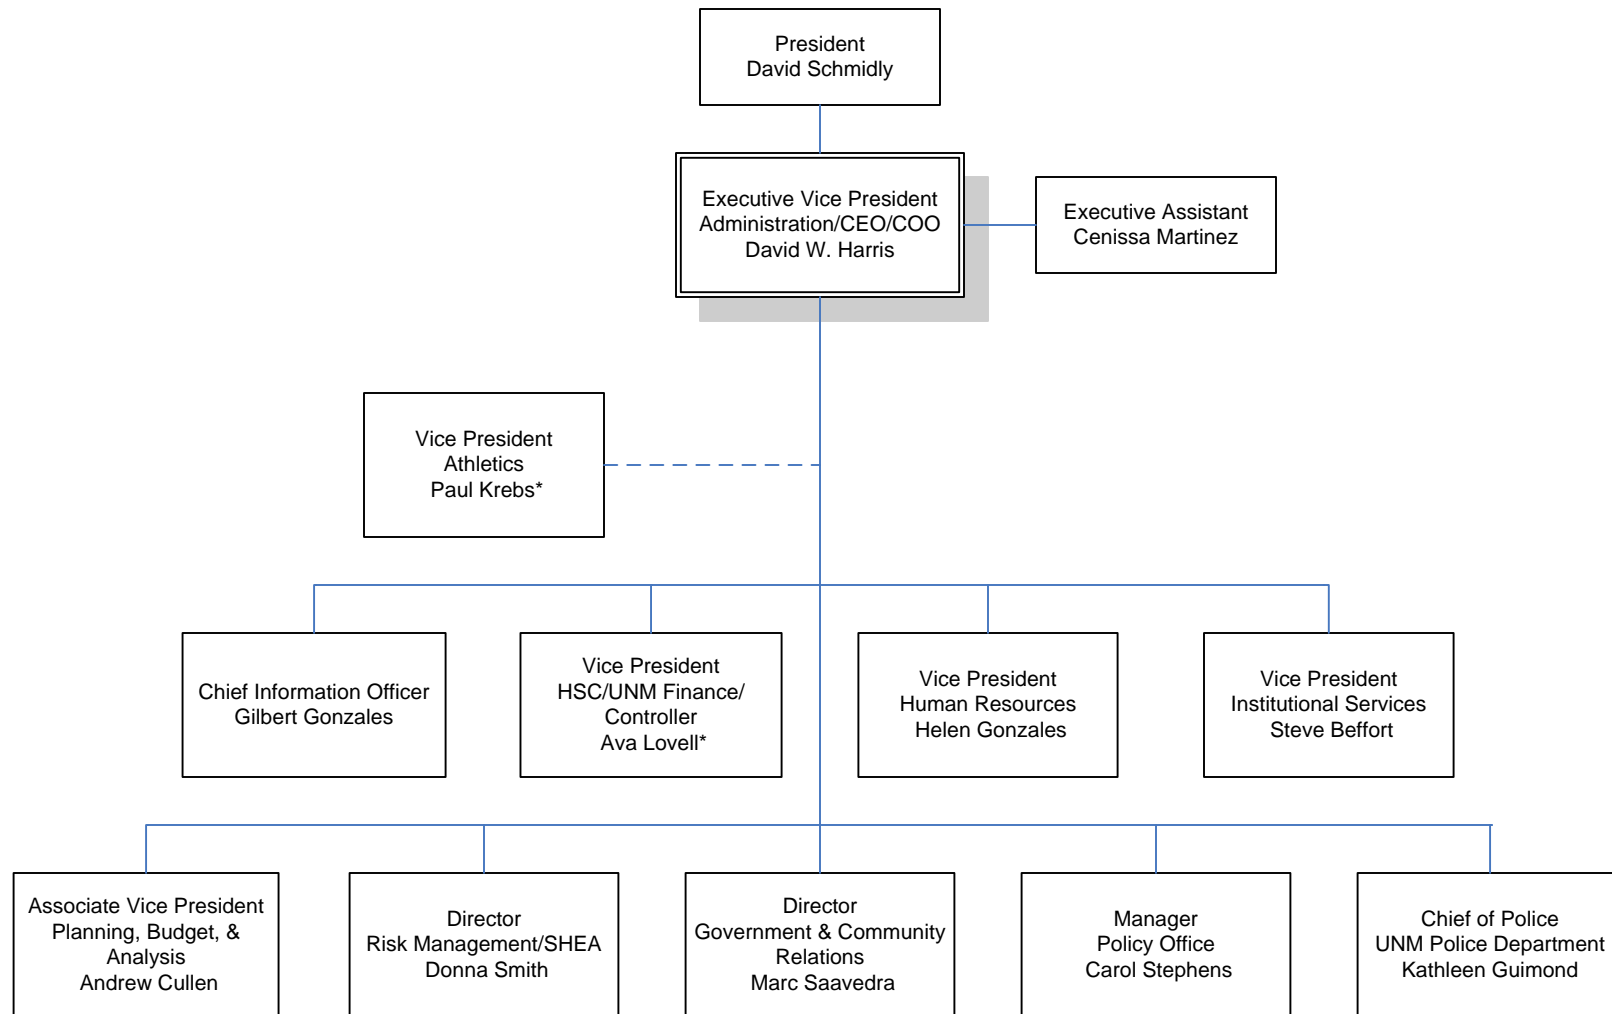 President
David Schmidly
Executive Vice President
Administration/CEO/COO
David W. Harris
Executive Assistant
Cenissa Martinez
Vice President
Athletics
Paul Krebs*
Chief Information Officer
Gilbert Gonzales
Vice President
HSC/UNM Finance/
Controller
Ava Lovell*
Vice President
Human Resources
Helen Gonzales
Vice President
Institutional Services
Steve Beffort
Associate Vice President
Planning, Budget, &
Analysis
Andrew Cullen
Director
Risk Management/SHEA
Donna Smith
Director
Government & Community
Relations
Marc Saavedra
Manager
Policy Office
Carol Stephens
Chief of Police
UNM Police Department
Kathleen Guimond